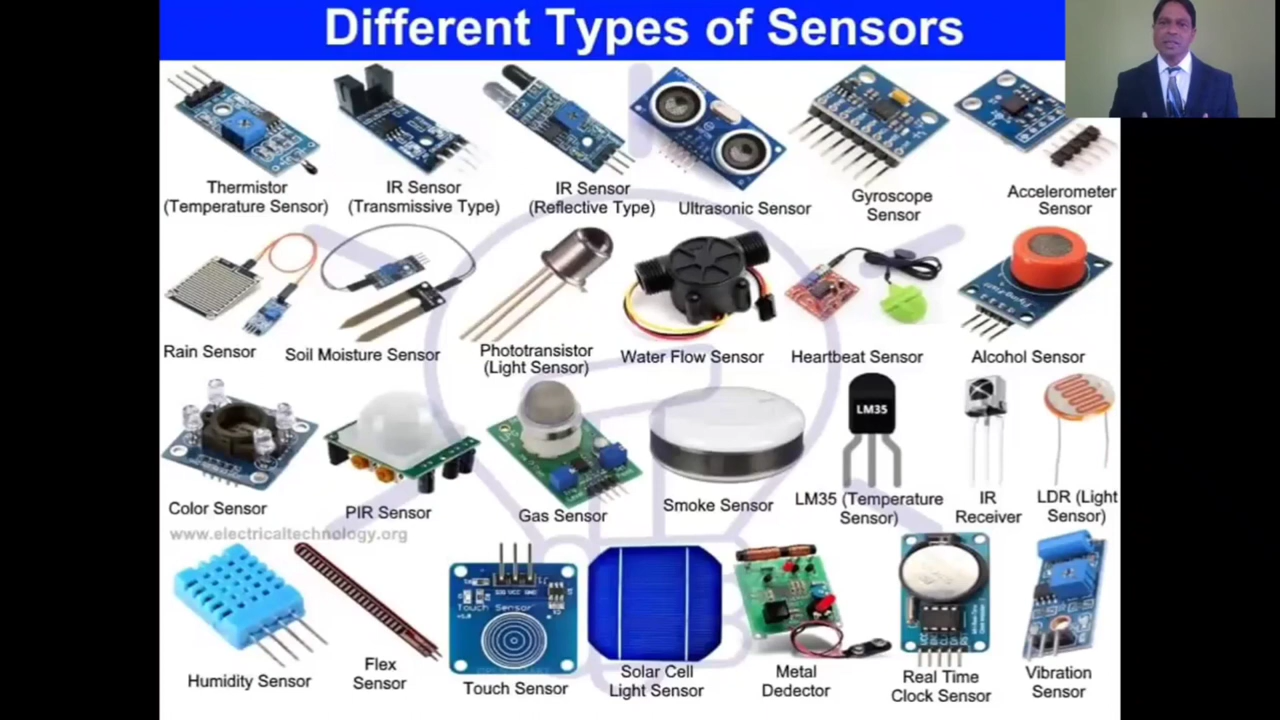 Different Types of Sensors
Thermistor
(Temperature Sensor)
IR Sensor
(Transmissive Type)
IR Sensor
(Reflective Type)
Ultrasonic Sensor
Gyroscope
Sensor
Accelerometer
Sensor
Rain Sensor
Soil Moisture Sensor
Phototransistor
(Light Sensor)
Water Flow Sensor
Heartbeat Sensor
Alcohol Sensor
LM35
Color Sensor
PIR Sensor
Gas Sensor
Smoke Sensor
LM35 (Temperature
Sensor)
IR
Receiver
LDR (Light
Sensor)
www.electricaltechnology.org
Touch Sensor
Humidity Sensor
Flex
Sensor
Touch Sensor
Solar Cell
Light Sensor
Metal
Dedector
Real Time
Clock Sensor
Vibration
Sensor